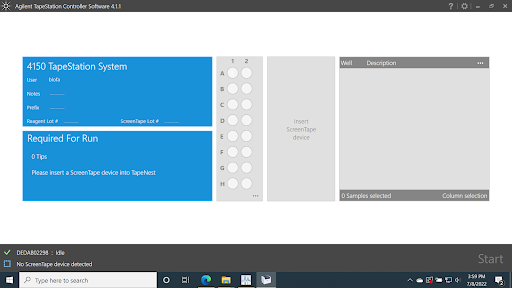 Agilent TapeStation Controller Software 4.1.1
?
4150 TapeStation System
User biofa
Notes
Prefix
Reagent Lot # ScreenTape Lot #
Required For Run
0 Tips
Please insert a ScreenTape device into TapeNest
1 2
A
B
C
D
E
F
G
H
...
Insert
ScreenTape
device
Well Description ...
0 Samples selected Column selection
DEDAB02298 : Idle
No ScreenTape device detected
Start
Type here to search
3:59 PM
7/8/2022